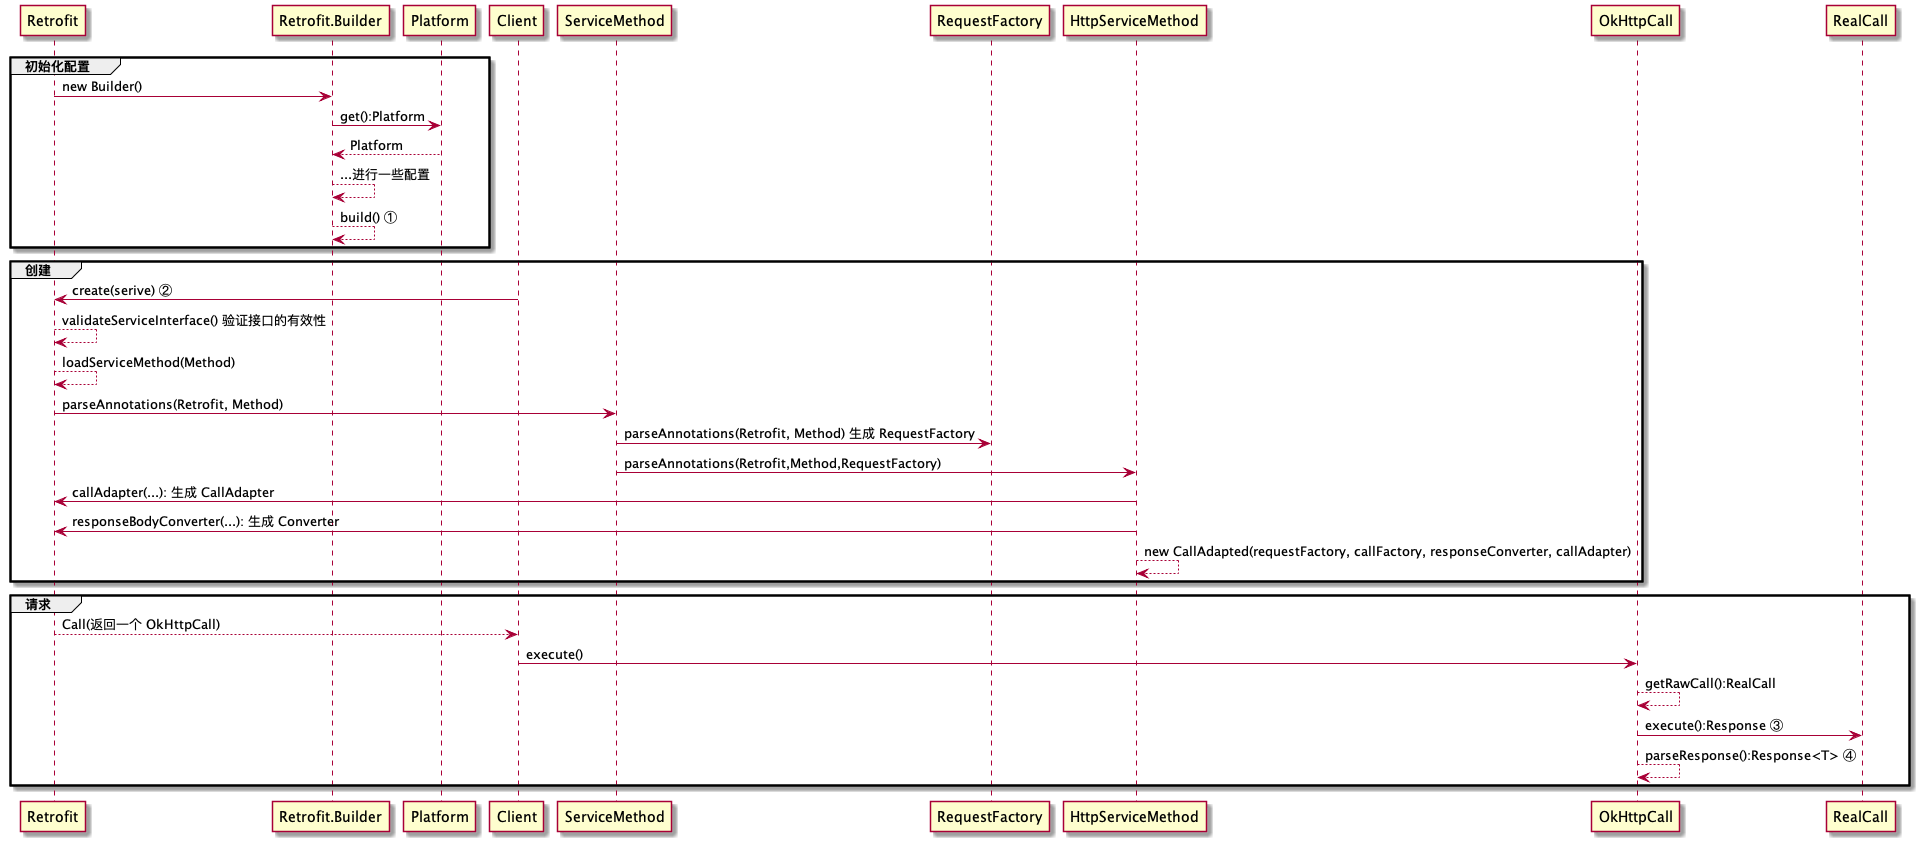 Retrofit
Retrofit.Builder
Platform
Client
ServiceMethod
RequestFactory
HttpServiceMethod
OkHttpCall
RealCall
初始化配置
new Builder()
get():Platform
Platform
...进行一些配置
build() ①
创建
create(serive) ②
validateServiceInterface() 验证接口的有效性
loadServiceMethod(Method)
parseAnnotations(Retrofit, Method)
parseAnnotations(Retrofit, Method) 生成 RequestFactory
parseAnnotations(Retrofit,Method,RequestFactory)
callAdapter(...): 生成 CallAdapter
responseBodyConverter(...): 生成 Converter
new CallAdapted(requestFactory, callFactory, responseConverter, callAdapter)
请求
Call(返回一个 OkHttpCall)
execute()
getRawCall():RealCall
execute():Response ③
parseResponse():Response<T> ④
Retrofit
Retrofit.Builder
Platform
Client
ServiceMethod
RequestFactory
HttpServiceMethod
OkHttpCall
RealCall